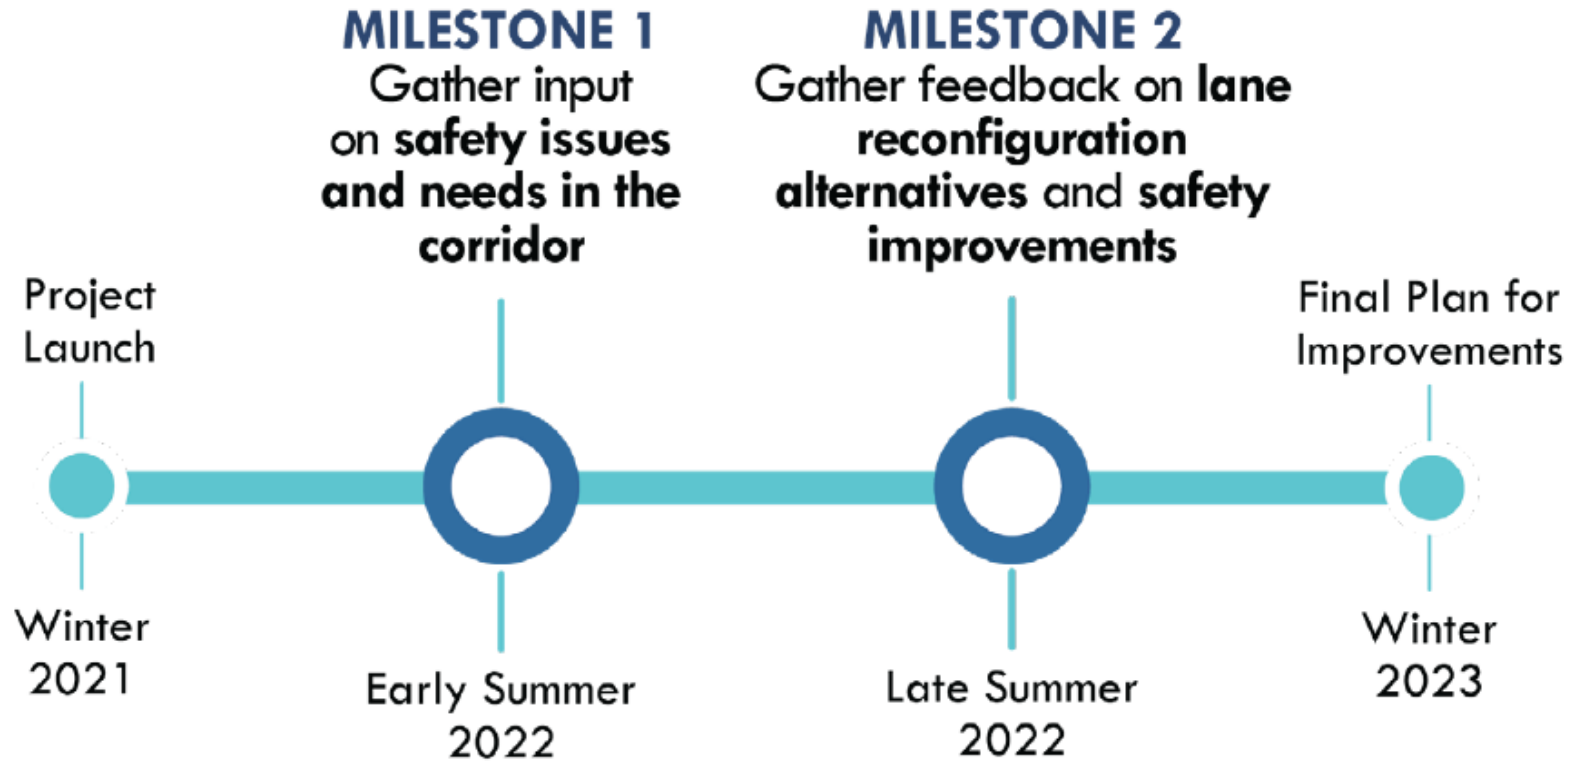 MILESTONE 1
Gather input
on safety issues
and needs in the
corridor
MILESTONE 2
Gather feedback on lane
reconfiguration
alternatives and safety
improvements
Project
Launch
Final Plan for
Improvements
Winter
2021
Early Summer
2022
Late Summer
2022
Winter
2023